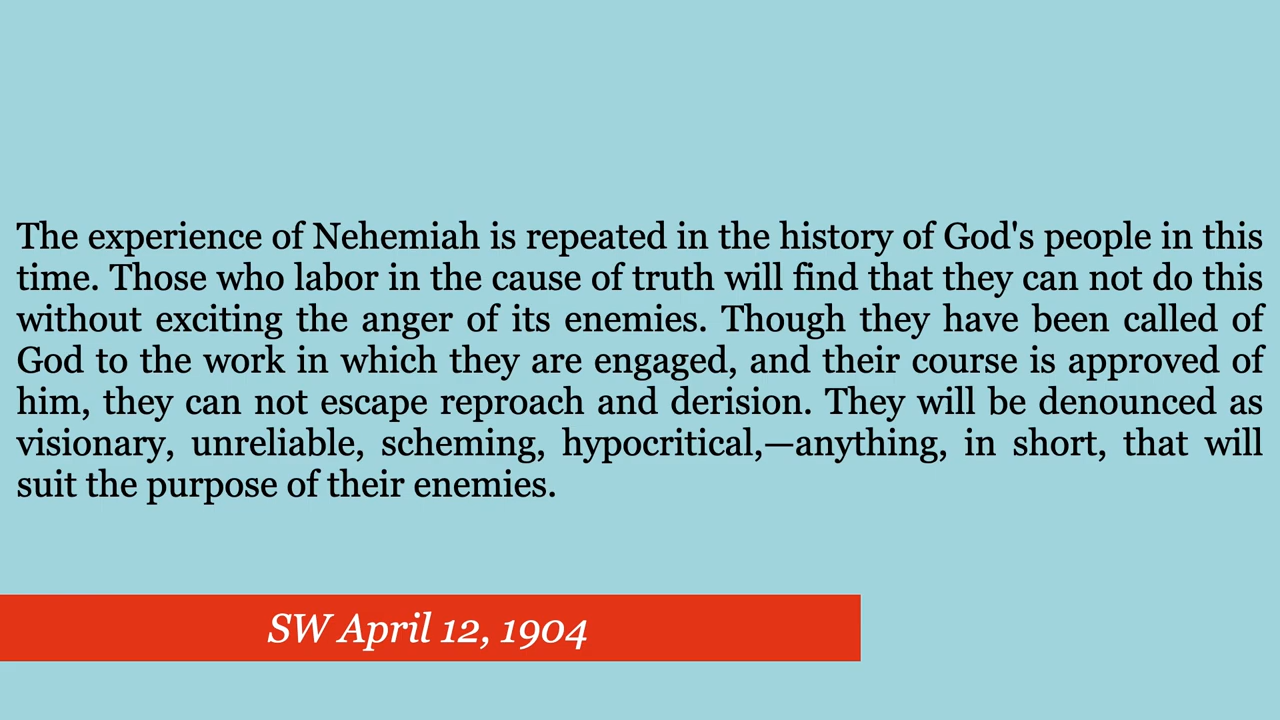 The experience of Nehemiah is repeated in the history of God's people in this
time. Those who labor in the cause of truth will find that they can not do this
without exciting the anger of its enemies. Though they have been called of
God to the work in which they are engaged, and their course is approved of
him, they can not escape reproach and derision. They will be denounced as
visionary, unreliable, scheming, hypocritical,—anything, in short, that will
suit the purpose of their enemies.
SW April 12, 1904